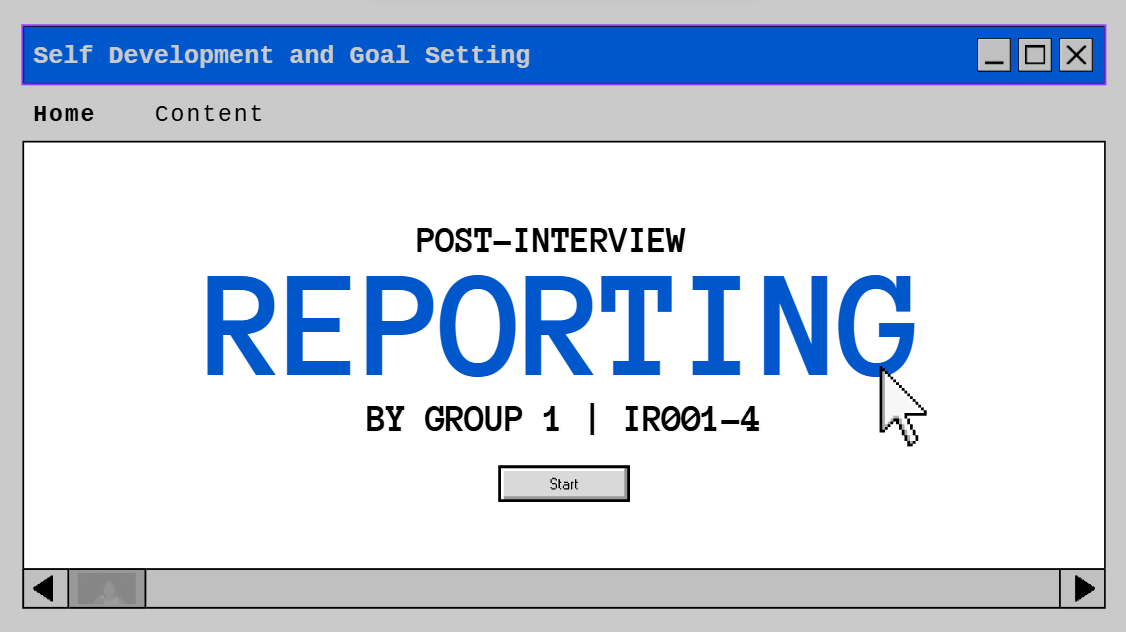 Self Development and Goal Setting
Home Content
POST-INTERVIEW
REPORTING
BY GROUP 1 | IR001-4
Start